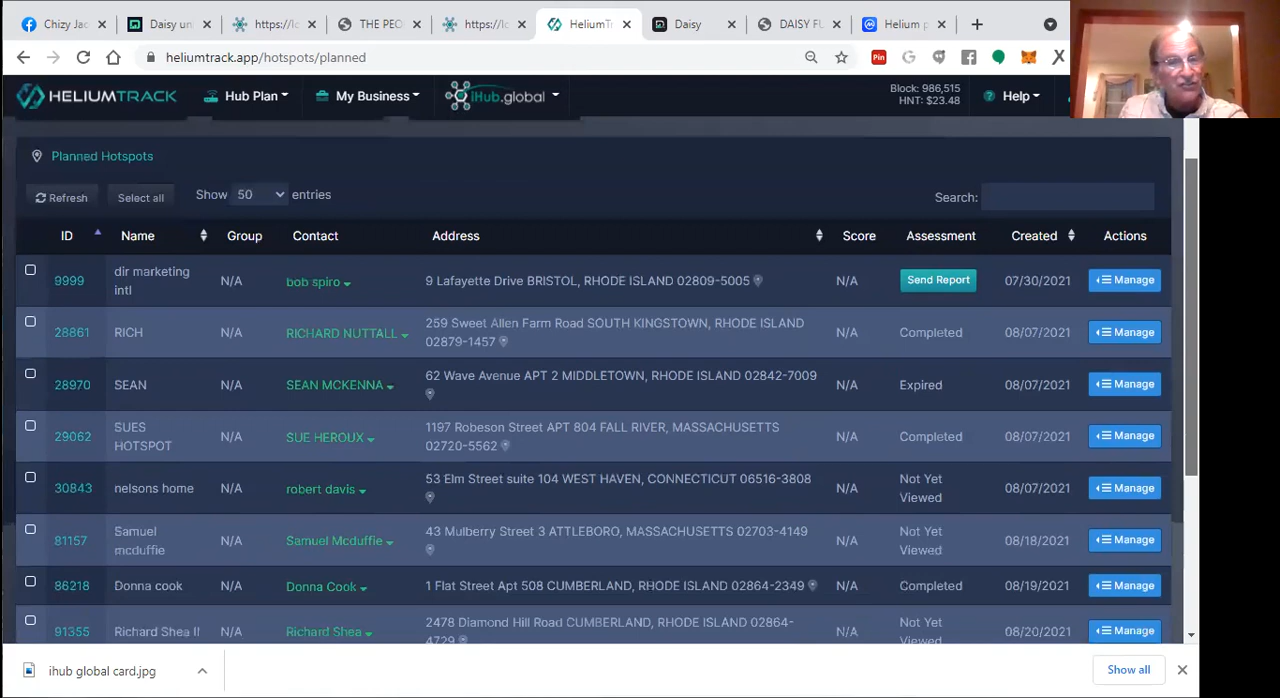 Chizy Jac
Daisy un
https://lc
THE PEO
https://lc
HeliumTr
Daisy
DAISY FU
Helium p
heliumtrack.app/hotspots/planned
Pin
HELIUMTRACK
Hub Plan
My Business
iHub.global
Block: 986,515
HNT: $23.48
Help
Planned Hotspots
Refresh
Select all
Show 50 entries
Search:
ID Name Group Contact Address Score Assessment Created Actions
9999 dir marketing intl N/A bob spiro 9 Lafayette Drive BRISTOL, RHODE ISLAND 02809-5005 N/A Send Report 07/30/2021 Manage
28861 RICH N/A RICHARD NUTTALL 259 Sweet Allen Farm Road SOUTH KINGSTOWN, RHODE ISLAND 02879-1457 N/A Completed 08/07/2021 Manage
28970 SEAN N/A SEAN MCKENNA 62 Wave Avenue APT 2 MIDDLETOWN, RHODE ISLAND 02842-7009 N/A Expired 08/07/2021 Manage
29062 SUES HOTSPOT N/A SUE HEROUX 1197 Robeson Street APT 804 FALL RIVER, MASSACHUSETTS 02720-5562 N/A Completed 08/07/2021 Manage
30843 nelsons home N/A robert davis 53 Elm Street suite 104 WEST HAVEN, CONNECTICUT 06516-3808 N/A Not Yet Viewed 08/07/2021 Manage
81157 Samuel mcduffie N/A Samuel Mcduffie 43 Mulberry Street 3 ATTLEBORO, MASSACHUSETTS 02703-4149 N/A Not Yet Viewed 08/18/2021 Manage
86218 Donna cook N/A Donna Cook 1 Flat Street Apt 508 CUMBERLAND, RHODE ISLAND 02864-2349 N/A Completed 08/19/2021 Manage
91355 Richard Shea II N/A Richard Shea 2478 Diamond Hill Road CUMBERLAND, RHODE ISLAND 02864-4729 N/A Not Yet Viewed 08/20/2021 Manage
ihub global card.jpg
Show all